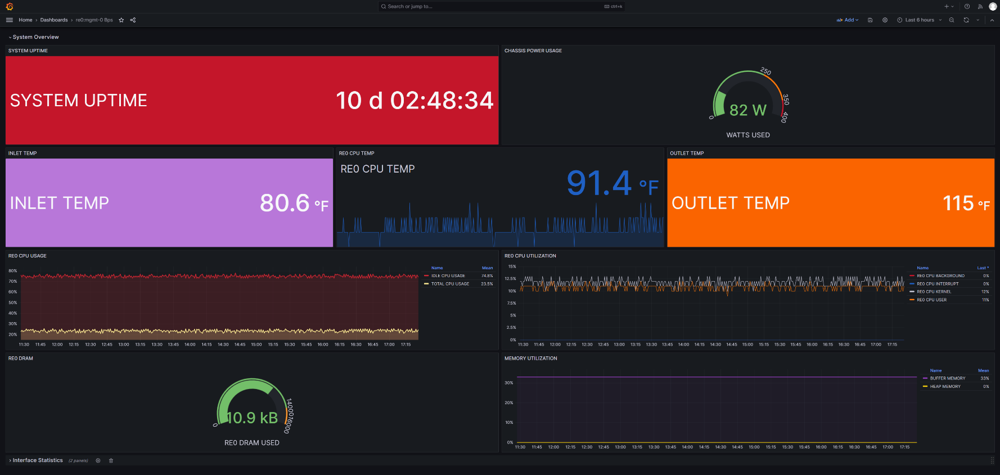 Search or jump to... ctrl+k
Home › Dashboards › re0:mgmt-0 Bps Add Last 6 hours
System Overview
SYSTEM UPTIME
SYSTEM UPTIME 10 d 02:48:34
CHASSIS POWER USAGE
0 250 350 400
82 W
WATTS USED
INLET TEMP
INLET TEMP 80.6 °F
RE0 CPU TEMP
RE0 CPU TEMP
91.4 °F
OUTLET TEMP
OUTLET TEMP 115 °F
RE0 CPU USAGE
80%
70%
60%
50%
40%
30%
20%
11:30 11:45 12:00 12:15 12:30 12:45 13:00 13:15 13:30 13:45 14:00 14:15 14:30 14:45 15:00 15:15 15:30 15:45 16:00 16:15 16:30 16:45 17:00 17:15
Name Mean
IDLE CPU USAGE 74.8%
TOTAL CPU USAGE 23.5%
RE0 CPU UTILIZATION
15%
12.5%
10%
7.5%
5%
2.5%
0%
11:30 11:45 12:00 12:15 12:30 12:45 13:00 13:15 13:30 13:45 14:00 14:15 14:30 14:45 15:00 15:15 15:30 15:45 16:00 16:15 16:30 16:45 17:00 17:15
Name Last *
RE0 CPU BACKGROUND 0%
RE0 CPU INTERRUPT 0%
RE0 CPU KERNEL 12%
RE0 CPU USER 11%
RE0 DRAM
0 14000 16000
10.9 kB
RE0 DRAM USED
MEMORY UTILIZATION
30%
20%
10%
0%
11:30 11:45 12:00 12:15 12:30 12:45 13:00 13:15 13:30 13:45 14:00 14:15 14:30 14:45 15:00 15:15 15:30 15:45 16:00 16:15 16:30 16:45 17:00 17:15
Name Mean
BUFFER MEMORY 33%
HEAP MEMORY 0%
Interface Statistics (2 panels)